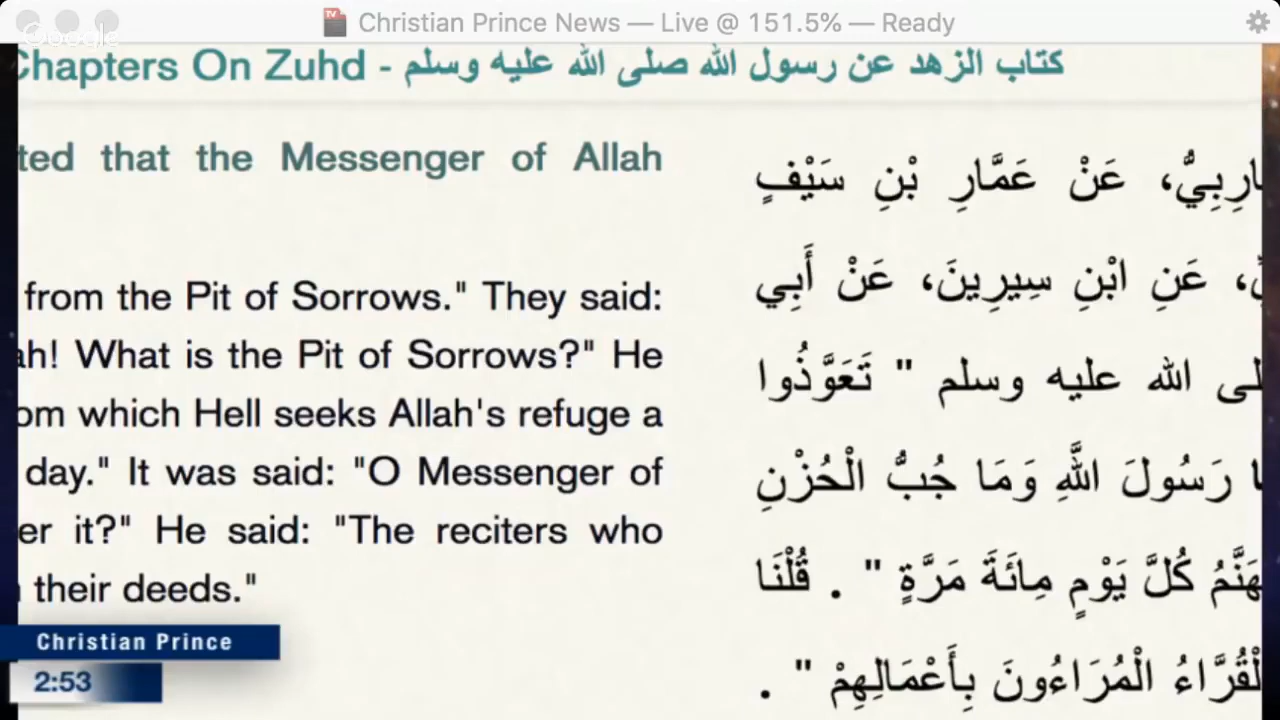 Christian Prince News — Live @ 151.5% — Ready
Google
Chapters On Zuhd - كتاب الزهد عن رسول الله صلى الله عليه وسلم
ted that the Messenger of Allah
from the Pit of Sorrows." They said:
ah! What is the Pit of Sorrows?" He
om which Hell seeks Allah's refuge a
day." It was said: "O Messenger of
er it?" He said: "The reciters who
their deeds."
ارِبِيُّ، عَنْ عَمَّارِ بْنِ سَيْفٍ
، عَنِ ابْنِ سِيرِينَ، عَنْ أَبِي
لى الله عليه وسلم " تَعَوَّذُوا
ا رَسُولَ اللَّهِ وَمَا جُبُّ الْحُزْنِ
هَنَّمُ كُلَّ يَوْمٍ مِائَةَ مَرَّةٍ " . قُلْنَا
لْقُرَّاءُ الْمُرَاءُونَ بِأَعْمَالِهِمْ " .
Christian Prince
2:53